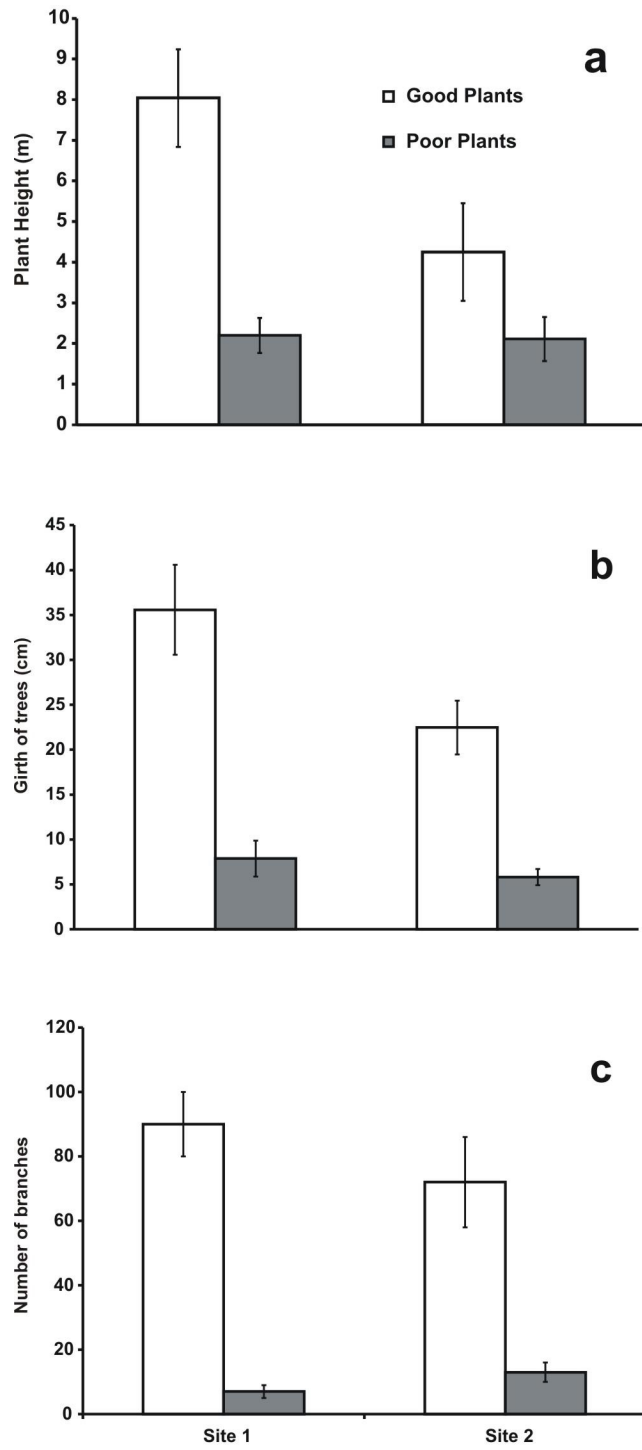 10
9
8
7
6
5
4
3
2
1
0
Plant Height (m)
a
Good Plants
Poor Plants
45
40
35
30
25
20
15
10
5
0
Girth of trees (cm)
b
120
100
80
60
40
20
0
Number of branches
c
Site 1
Site 2